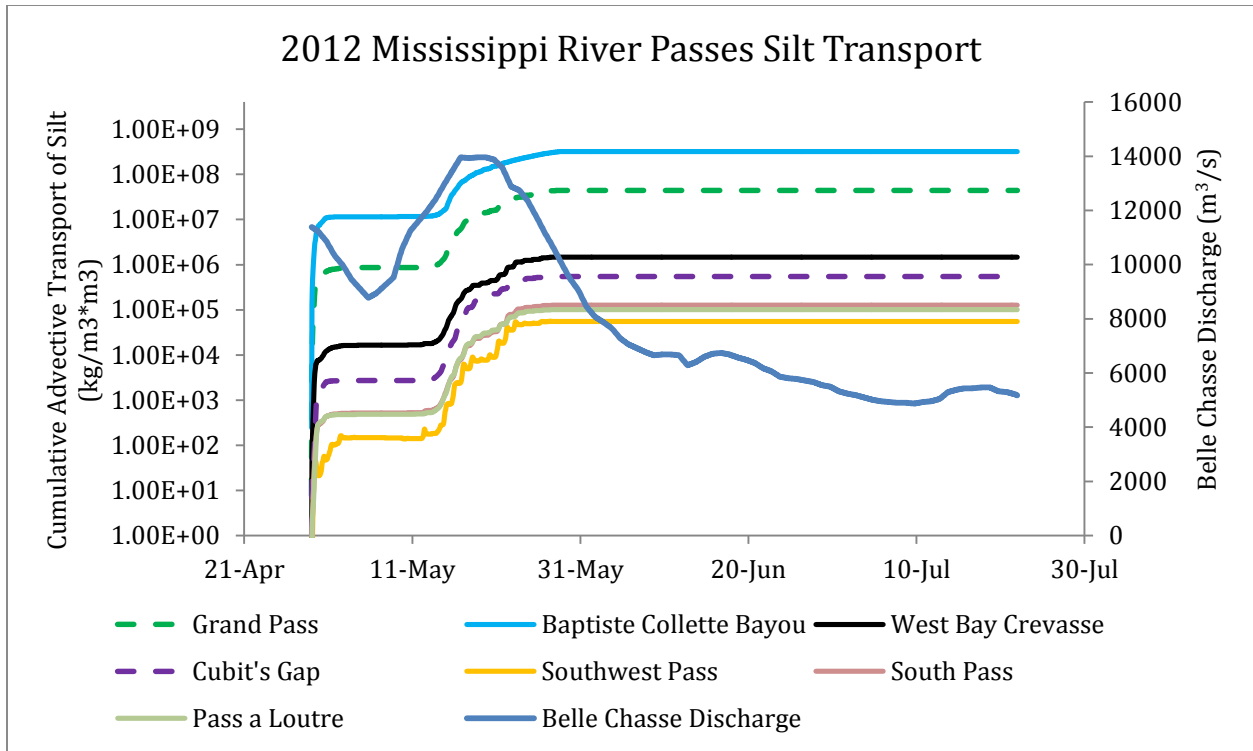 2012 Mississippi River Passes Silt Transport
Cumulative Advective Transport of Silt
(kg/m3*m3)
1.00E+09
1.00E+08
1.00E+07
1.00E+06
1.00E+05
1.00E+04
1.00E+03
1.00E+02
1.00E+01
1.00E+00
16000
14000
12000
10000
8000
6000
4000
2000
0
Belle Chasse Discharge (m³/s)
21-Apr 11-May 31-May 20-Jun 10-Jul 30-Jul
Grand Pass Baptiste Collette Bayou West Bay Crevasse
Cubit's Gap Southwest Pass South Pass
Pass a Loutre Belle Chasse Discharge